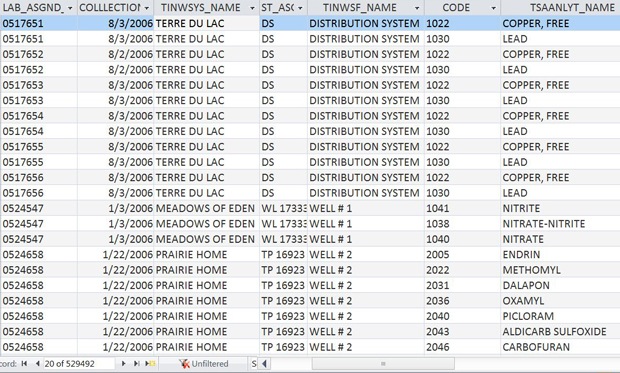 LAB_ASGND_ COLLLECTION TINWSYS_NAME ST_ASC TINWSF_NAME CODE TSAANLYT_NAME
0517651 8/3/2006 TERRE DU LAC DS DISTRIBUTION SYSTEM 1022 COPPER, FREE
0517651 8/3/2006 TERRE DU LAC DS DISTRIBUTION SYSTEM 1030 LEAD
0517652 8/2/2006 TERRE DU LAC DS DISTRIBUTION SYSTEM 1022 COPPER, FREE
0517652 8/2/2006 TERRE DU LAC DS DISTRIBUTION SYSTEM 1030 LEAD
0517653 8/3/2006 TERRE DU LAC DS DISTRIBUTION SYSTEM 1022 COPPER, FREE
0517653 8/3/2006 TERRE DU LAC DS DISTRIBUTION SYSTEM 1030 LEAD
0517654 8/3/2006 TERRE DU LAC DS DISTRIBUTION SYSTEM 1022 COPPER, FREE
0517654 8/3/2006 TERRE DU LAC DS DISTRIBUTION SYSTEM 1030 LEAD
0517655 8/3/2006 TERRE DU LAC DS DISTRIBUTION SYSTEM 1022 COPPER, FREE
0517655 8/3/2006 TERRE DU LAC DS DISTRIBUTION SYSTEM 1030 LEAD
0517656 8/3/2006 TERRE DU LAC DS DISTRIBUTION SYSTEM 1022 COPPER, FREE
0517656 8/3/2006 TERRE DU LAC DS DISTRIBUTION SYSTEM 1030 LEAD
0524547 1/3/2006 MEADOWS OF EDEN WL 17333 WELL # 1 1041 NITRITE
0524547 1/3/2006 MEADOWS OF EDEN WL 17333 WELL # 1 1038 NITRATE-NITRITE
0524547 1/3/2006 MEADOWS OF EDEN WL 17333 WELL # 1 1040 NITRATE
0524658 1/22/2006 PRAIRIE HOME TP 16923 WELL # 2 2005 ENDRIN
0524658 1/22/2006 PRAIRIE HOME TP 16923 WELL # 2 2022 METHOMYL
0524658 1/22/2006 PRAIRIE HOME TP 16923 WELL # 2 2031 DALAPON
0524658 1/22/2006 PRAIRIE HOME TP 16923 WELL # 2 2036 OXAMYL
0524658 1/22/2006 PRAIRIE HOME TP 16923 WELL # 2 2040 PICLORAM
0524658 1/22/2006 PRAIRIE HOME TP 16923 WELL # 2 2043 ALDICARB SULFOXIDE
0524658 1/22/2006 PRAIRIE HOME TP 16923 WELL # 2 2046 CARBOFURAN
cord: 20 of 529492 Unfiltered S